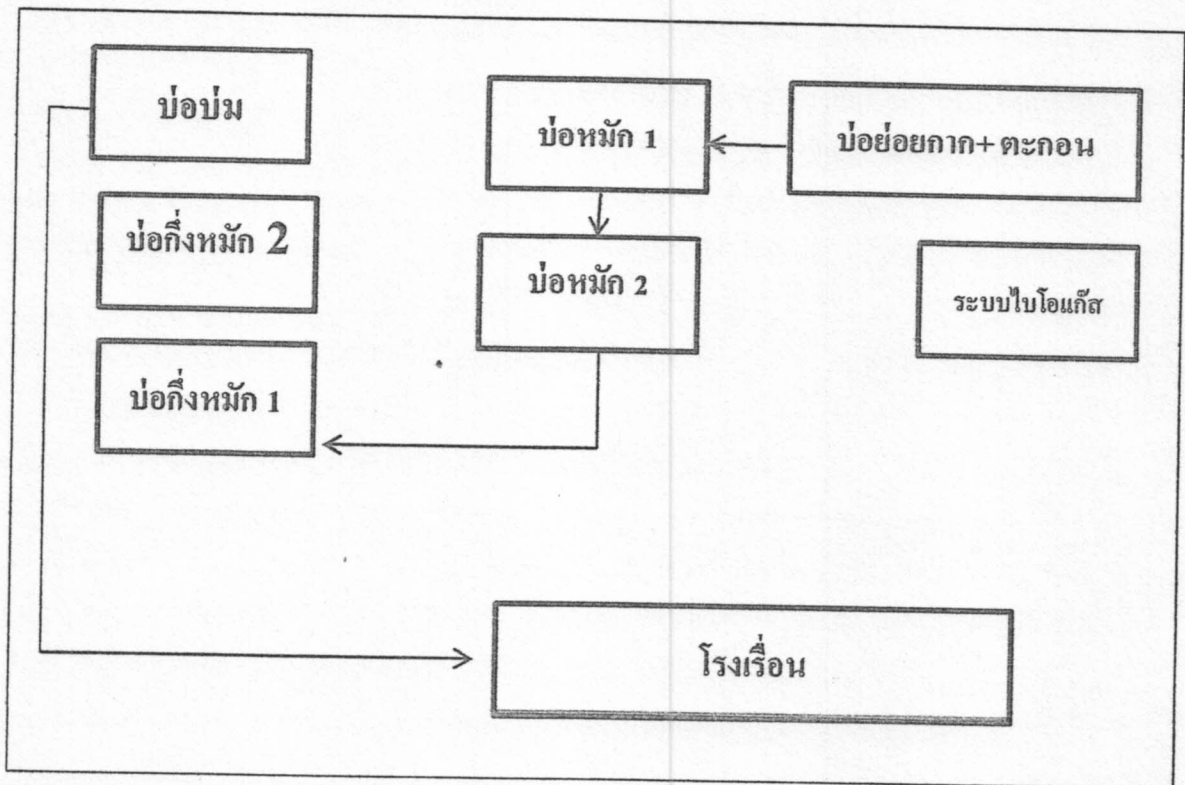 บ่อบ่ม
บ่อหมัก 1
บ่อย่อยกาก+ ตะกอน
บ่อกึ่งหมัก 2
บ่อหมัก 2
ระบบไบโอแก๊ส
บ่อกึ่งหมัก 1
โรงเรื่อน